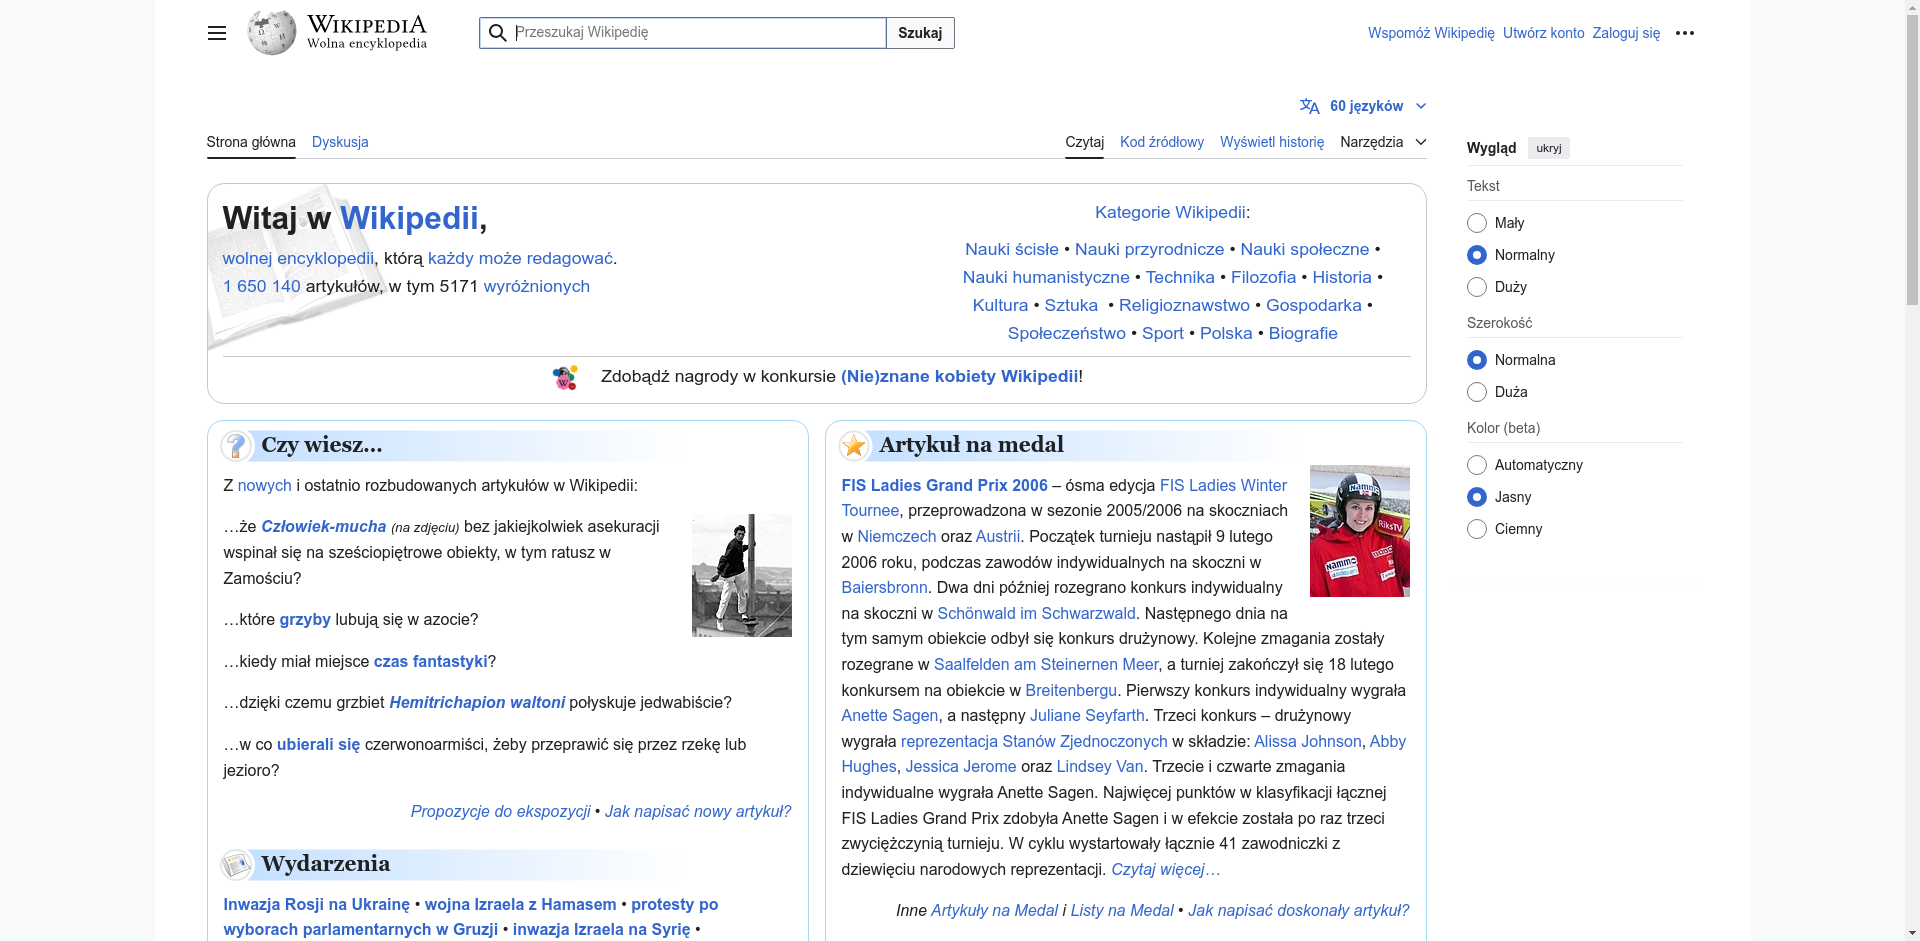 WIKIPEDIA
Wolna encyklopedia
Przeszukaj Wikipedię
Szukaj
Wspomóż Wikipedię Utwórz konto Zaloguj się
60 języków
Strona główna Dyskusja
Czytaj Kod źródłowy Wyświetl historię Narzędzia
Witaj w Wikipedii,
wolnej encyklopedii, którą każdy może redagować.
1 650 140 artykułów, w tym 5171 wyróżnionych
Kategorie Wikipedii:
Nauki ścisłe • Nauki przyrodnicze • Nauki społeczne •
Nauki humanistyczne • Technika • Filozofia • Historia •
Kultura • Sztuka • Religioznawstwo • Gospodarka •
Społeczeństwo • Sport • Polska • Biografie
Zdobądź nagrody w konkursie (Nie)znane kobiety Wikipedii!
Czy wiesz…
Z nowych i ostatnio rozbudowanych artykułów w Wikipedii:
…że Człowiek-mucha (na zdjęciu) bez jakiejkolwiek asekuracji
wspinał się na sześciopiętrowe obiekty, w tym ratusz w
Zamościu?
…które grzyby lubują się w azocie?
…kiedy miał miejsce czas fantastyki?
…dzięki czemu grzbiet Hemitrichapion waltoni połyskuje jedwabiście?
…w co ubierali się czerwonoarmiści, żeby przeprawić się przez rzekę lub
jezioro?
Propozycje do ekspozycji • Jak napisać nowy artykuł?
Wydarzenia
Inwazja Rosji na Ukrainę • wojna Izraela z Hamasem • protesty po
wyborach parlamentarnych w Gruzji • inwazja Izraela na Syrię •
Artykuł na medal
FIS Ladies Grand Prix 2006 – ósma edycja FIS Ladies Winter
Tournee, przeprowadzona w sezonie 2005/2006 na skoczniach
w Niemczech oraz Austrii. Początek turnieju nastąpił 9 lutego
2006 roku, podczas zawodów indywidualnych na skoczni w
Baiersbronn. Dwa dni później rozegrano konkurs indywidualny
na skoczni w Schönwald im Schwarzwald. Następnego dnia na
tym samym obiekcie odbył się konkurs drużynowy. Kolejne zmagania zostały
rozegrane w Saalfelden am Steinernen Meer, a turniej zakończył się 18 lutego
konkursem na obiekcie w Breitenbergu. Pierwszy konkurs indywidualny wygrała
Anette Sagen, a następny Juliane Seyfarth. Trzeci konkurs – drużynowy
wygrała reprezentacja Stanów Zjednoczonych w składzie: Alissa Johnson, Abby
Hughes, Jessica Jerome oraz Lindsey Van. Trzecie i czwarte zmagania
indywidualne wygrała Anette Sagen. Najwięcej punktów w klasyfikacji łącznej
FIS Ladies Grand Prix zdobyła Anette Sagen i w efekcie została po raz trzeci
zwyciężczynią turnieju. W cyklu wystartowały łącznie 41 zawodniczki z
dziewięciu narodowych reprezentacji. Czytaj więcej…
Inne Artykuły na Medal i Listy na Medal • Jak napisać doskonały artykuł?
Nammo
RiksTV
Nammo
Wygląd ukryj
Tekst
Mały
Normalny
Duży
Szerokość
Normalna
Duża
Kolor (beta)
Automatyczny
Jasny
Ciemny